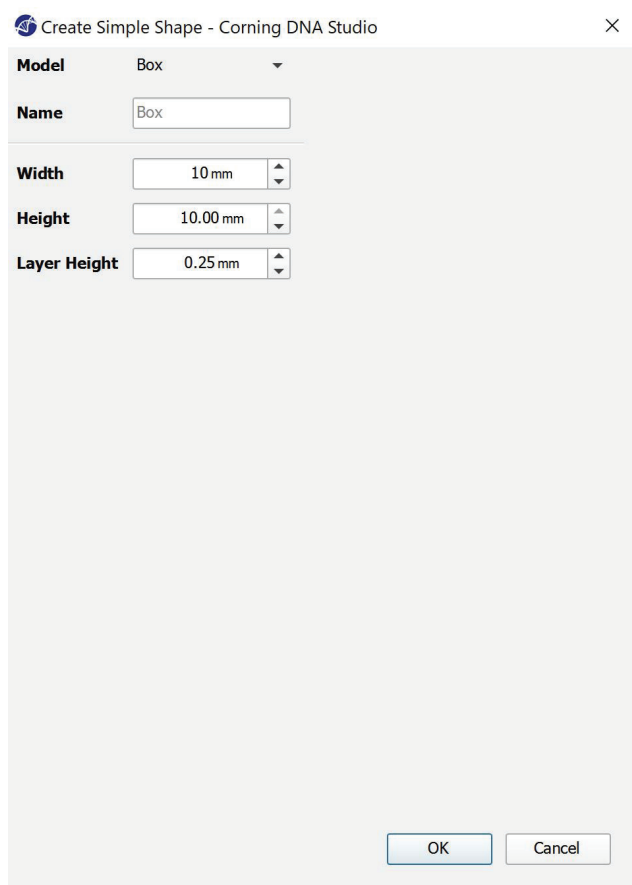 Create Simple Shape - Corning DNA Studio
Model Box
Name Box
Width 10 mm
Height 10.00 mm
Layer Height 0.25 mm
OK Cancel